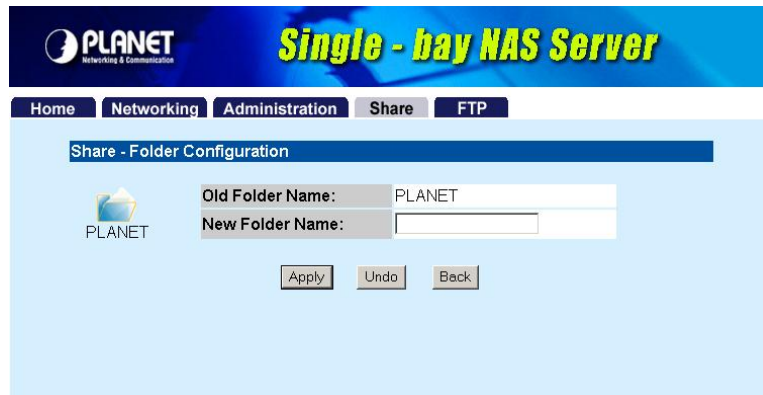 PLANET
Networking & Communication
Single - bay NAS Server
Home Networking Administration Share FTP
Share - Folder Configuration
PLANET
Old Folder Name: PLANET
New Folder Name:
Apply Undo Back